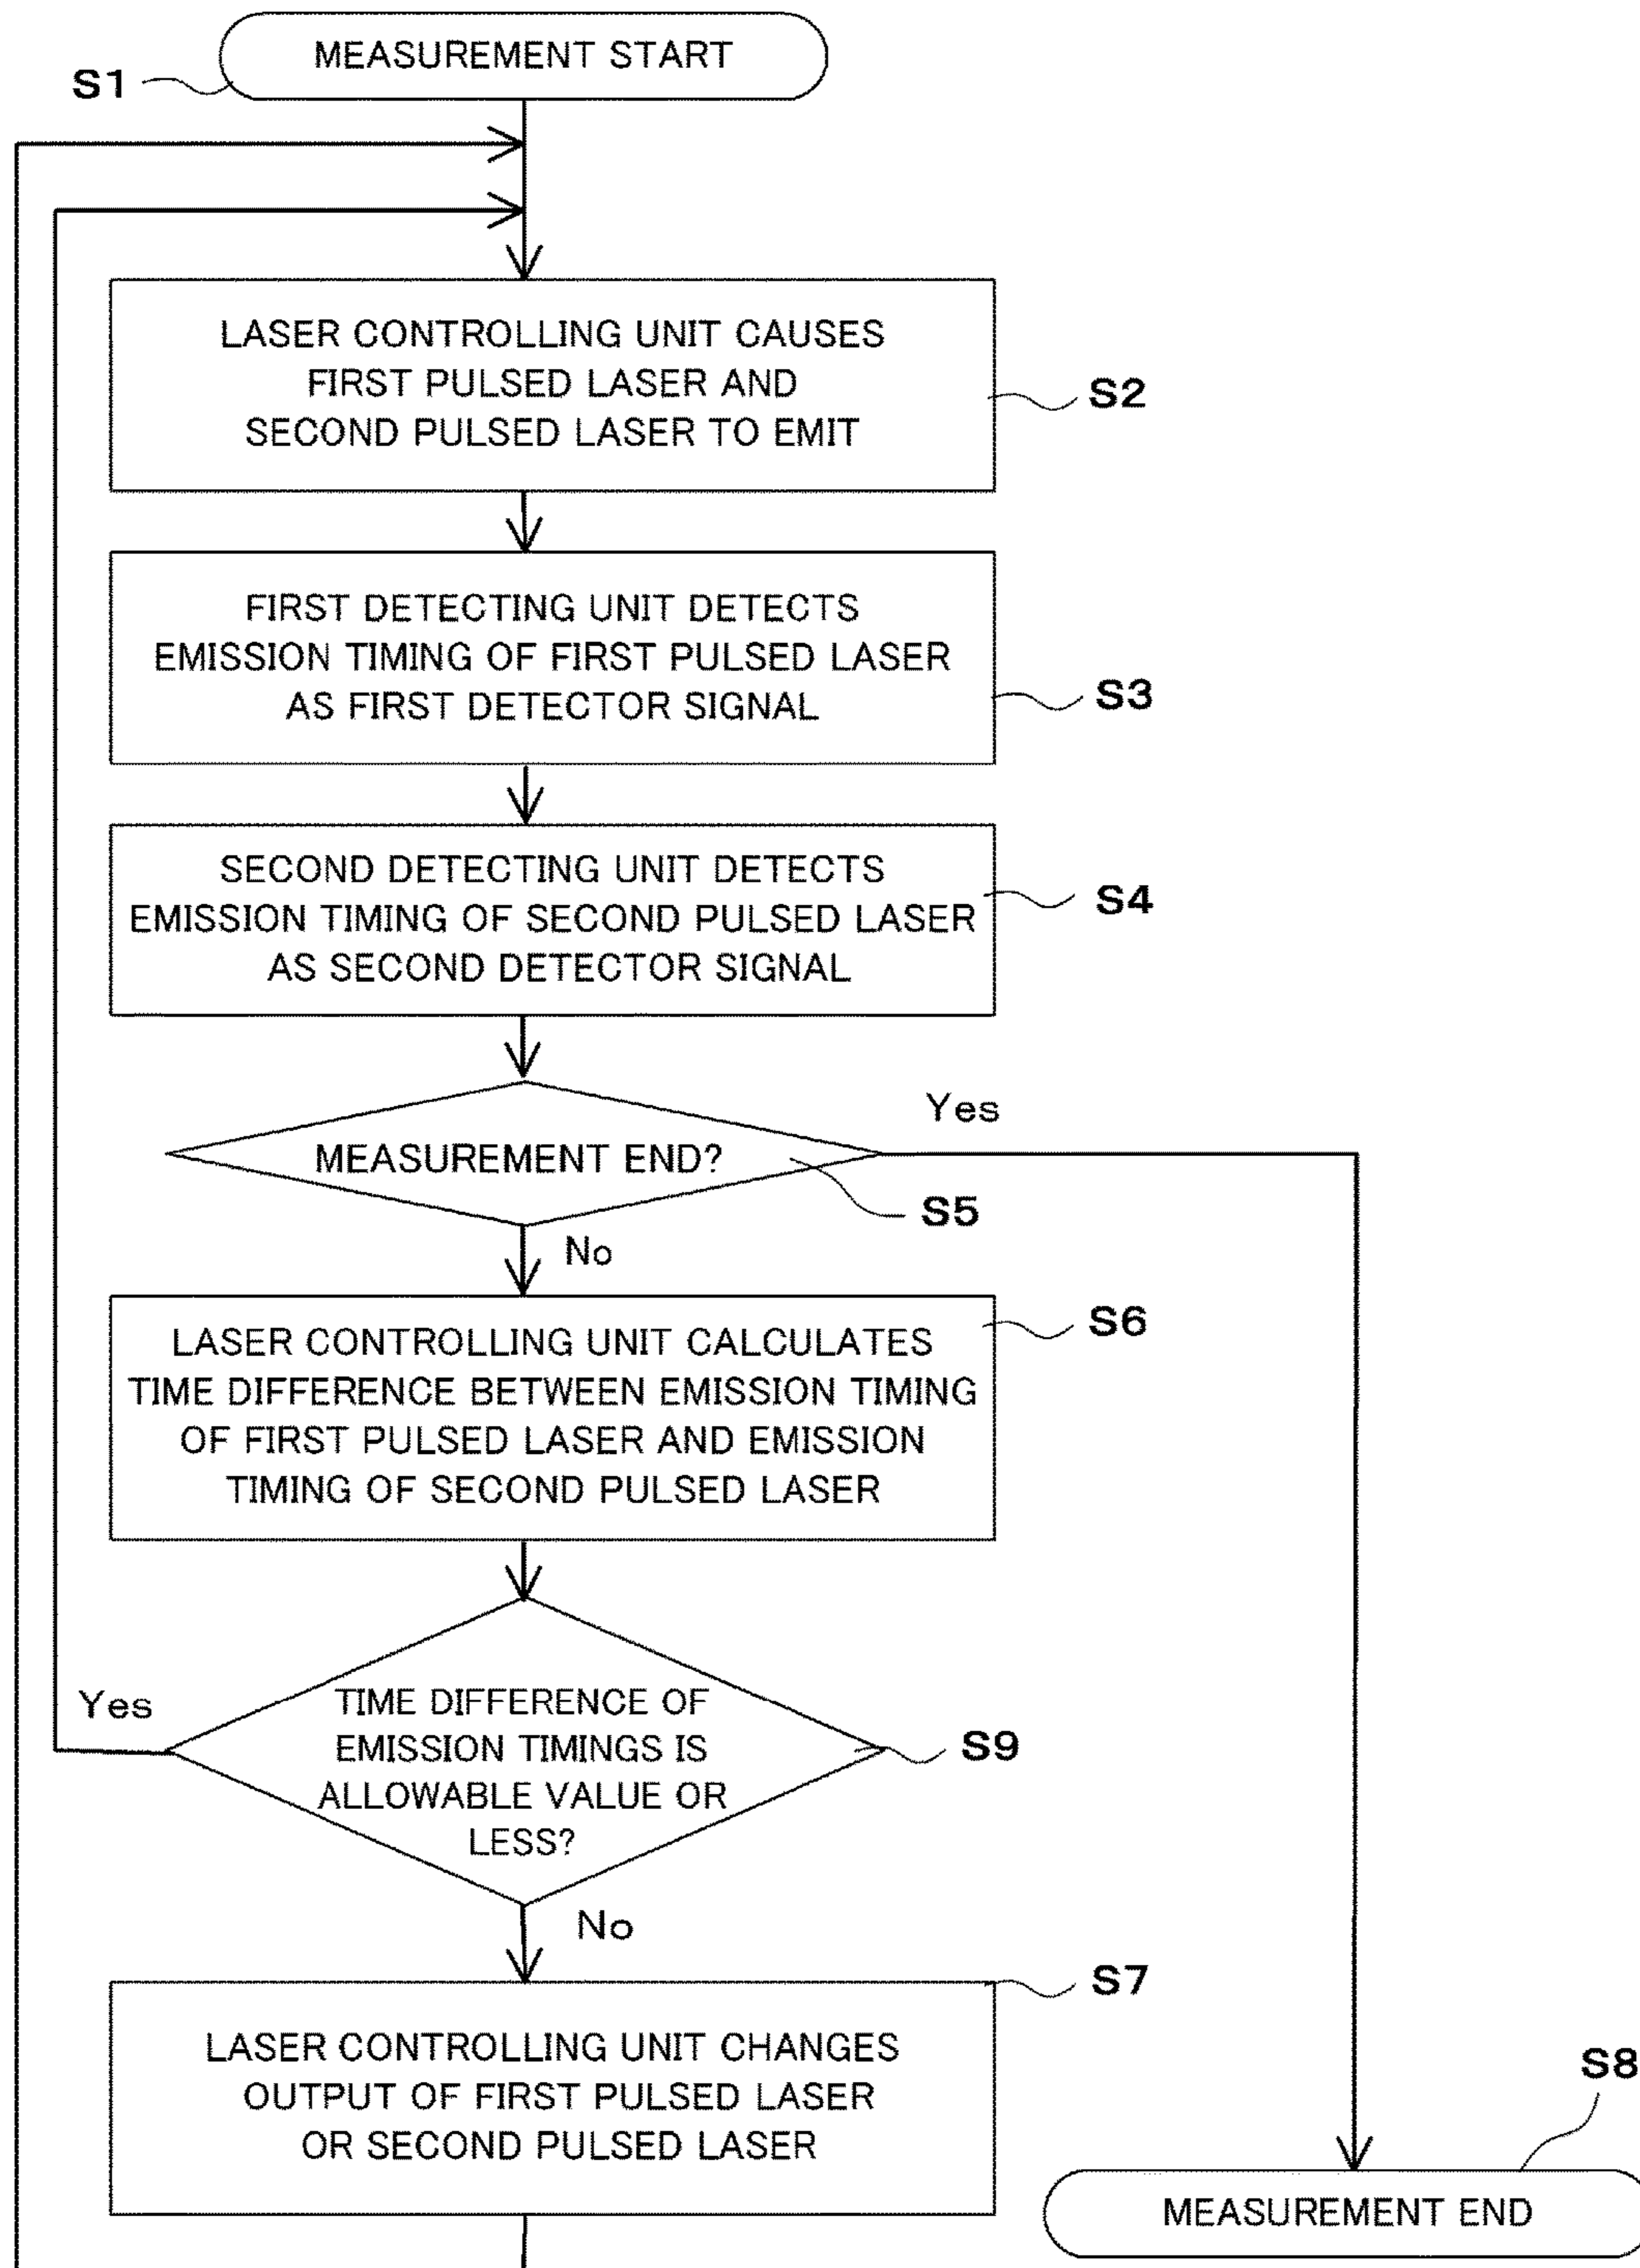 MEASUREMENT START
S1
LASER CONTROLLING UNIT CAUSES
FIRST PULSED LASER AND
SECOND PULSED LASER TO EMIT
S2
FIRST DETECTING UNIT DETECTS
EMISSION TIMING OF FIRST PULSED LASER
AS FIRST DETECTOR SIGNAL
S3
SECOND DETECTING UNIT DETECTS
EMISSION TIMING OF SECOND PULSED LASER
AS SECOND DETECTOR SIGNAL
S4
MEASUREMENT END?
Yes
S5
No
LASER CONTROLLING UNIT CALCULATES
TIME DIFFERENCE BETWEEN EMISSION TIMING
OF FIRST PULSED LASER AND EMISSION
TIMING OF SECOND PULSED LASER
S6
Yes
TIME DIFFERENCE OF
EMISSION TIMINGS IS
ALLOWABLE VALUE OR
LESS?
S9
No
S7
LASER CONTROLLING UNIT CHANGES
OUTPUT OF FIRST PULSED LASER
OR SECOND PULSED LASER
S8
MEASUREMENT END